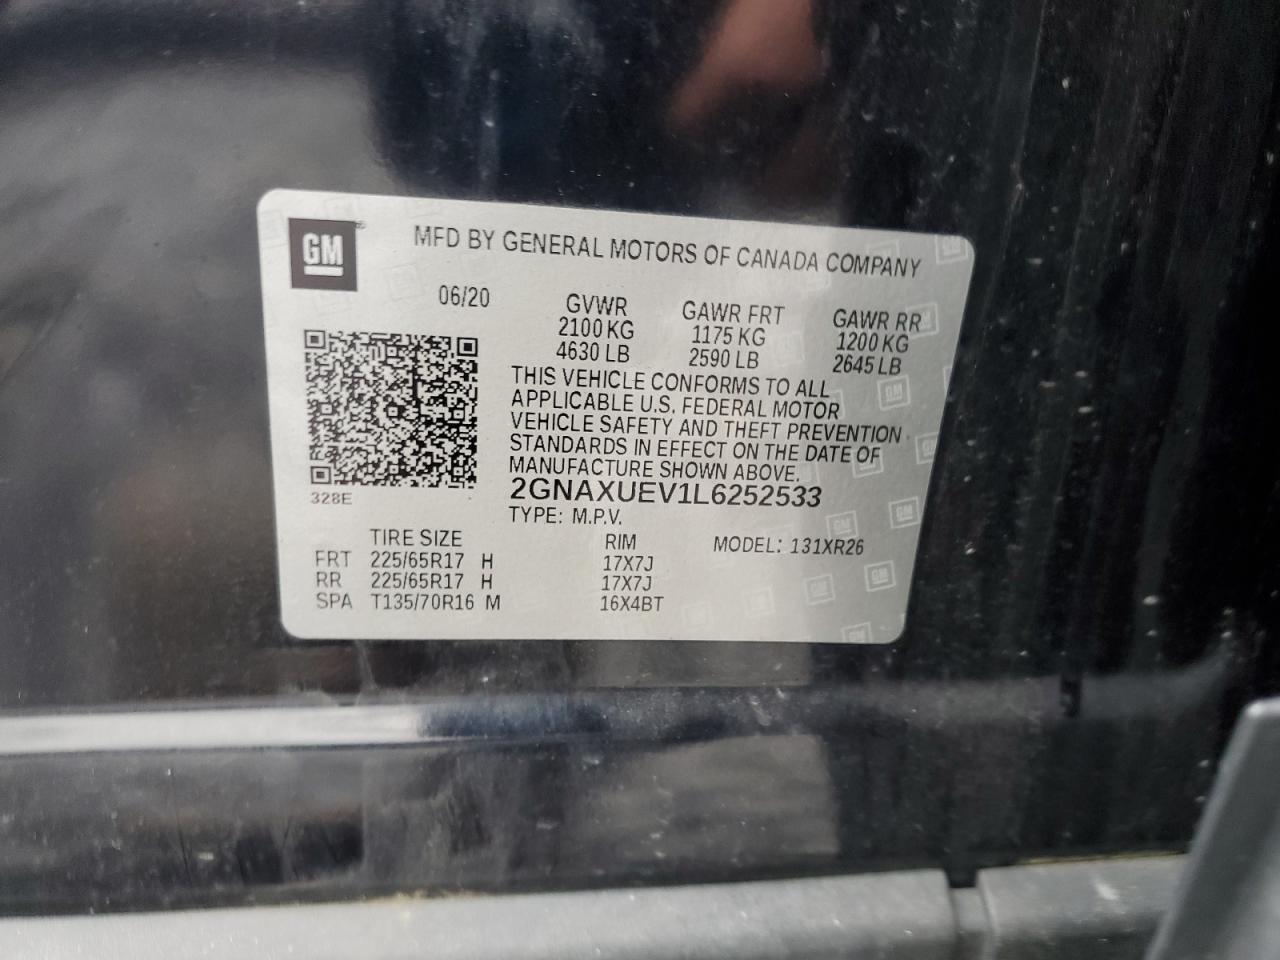 GM
MFD BY GENERAL MOTORS OF CANADA COMPANY
06/20
GVWR GAWR FRT GAWR RR
2100 KG 1175 KG 1200 KG
4630 LB 2590 LB 2645 LB
THIS VEHICLE CONFORMS TO ALL
APPLICABLE U.S. FEDERAL MOTOR
VEHICLE SAFETY AND THEFT PREVENTION
STANDARDS IN EFFECT ON THE DATE OF
MANUFACTURE SHOWN ABOVE.
328E
2GNAXUEV1L6252533
TYPE: M.P.V.
TIRE SIZE RIM MODEL: 131XR26
FRT 225/65R17 H 17X7J
RR 225/65R17 H 17X7J
SPA T135/70R16 M 16X4BT